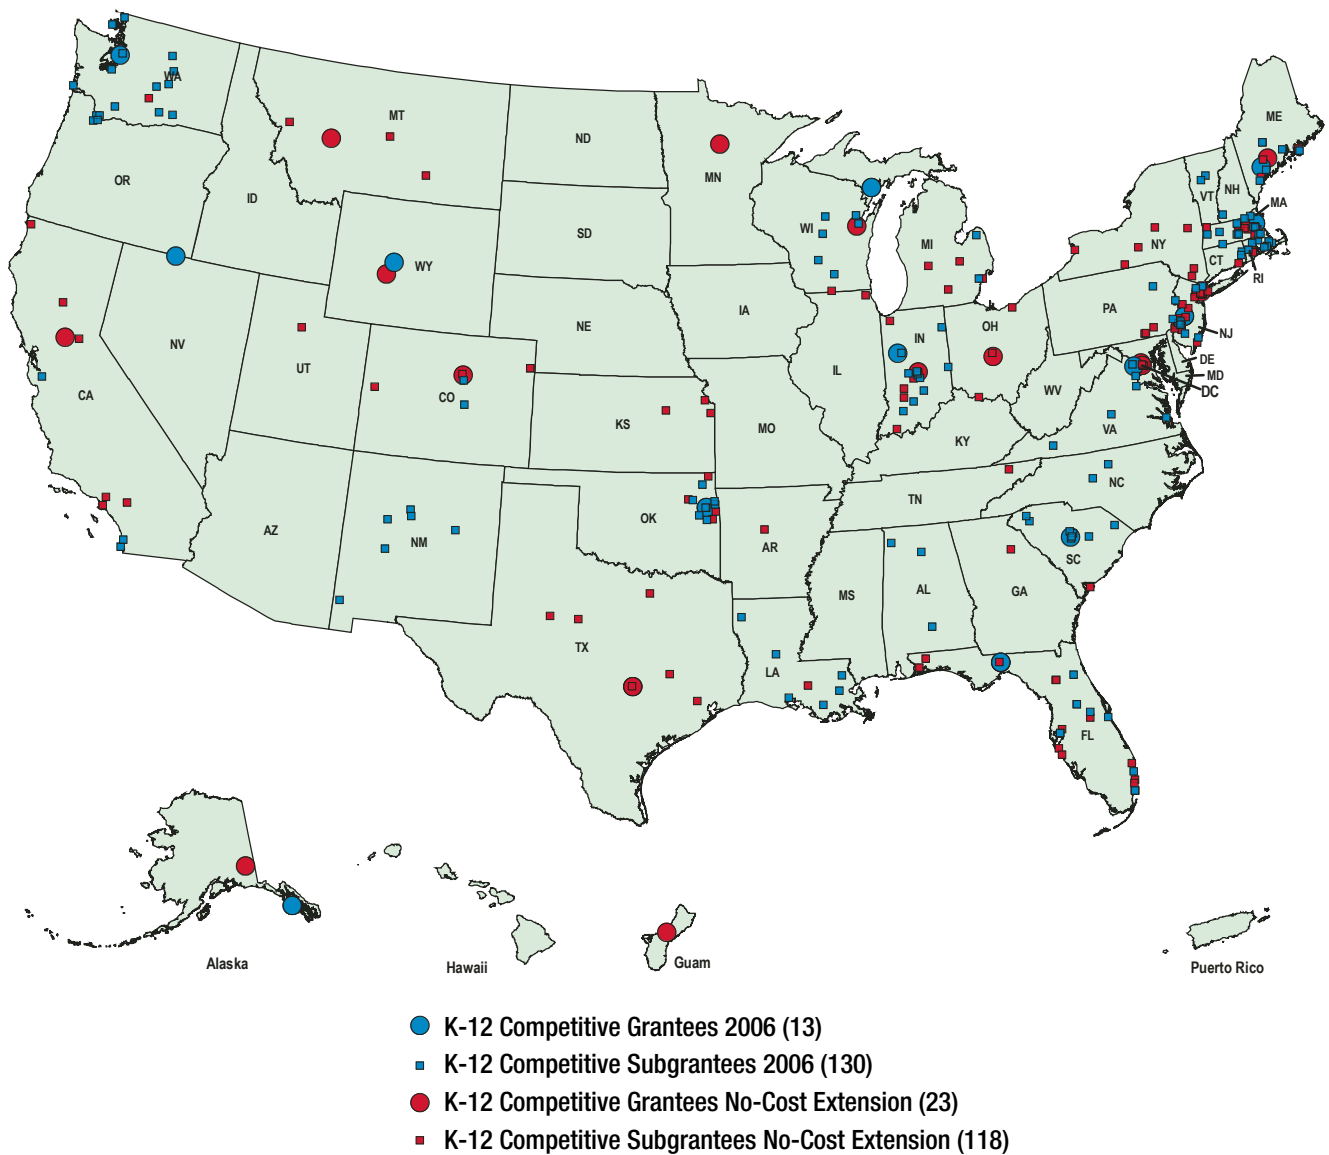 WA
MT
ND
MN
ME
OR
ID
WY
SD
WI
MI
VT
NH
MA
NY
CT
RI
NV
UT
CO
NE
IA
IL
IN
OH
PA
NJ
DE
MD
DC
CA
KS
MO
KY
WV
VA
AZ
NM
OK
AR
TN
NC
SC
TX
LA
MS
AL
GA
FL
Alaska
Hawaii
Guam
Puerto Rico
K-12 Competitive Grantees 2006 (13)
K-12 Competitive Subgrantees 2006 (130)
K-12 Competitive Grantees No-Cost Extension (23)
K-12 Competitive Subgrantees No-Cost Extension (118)